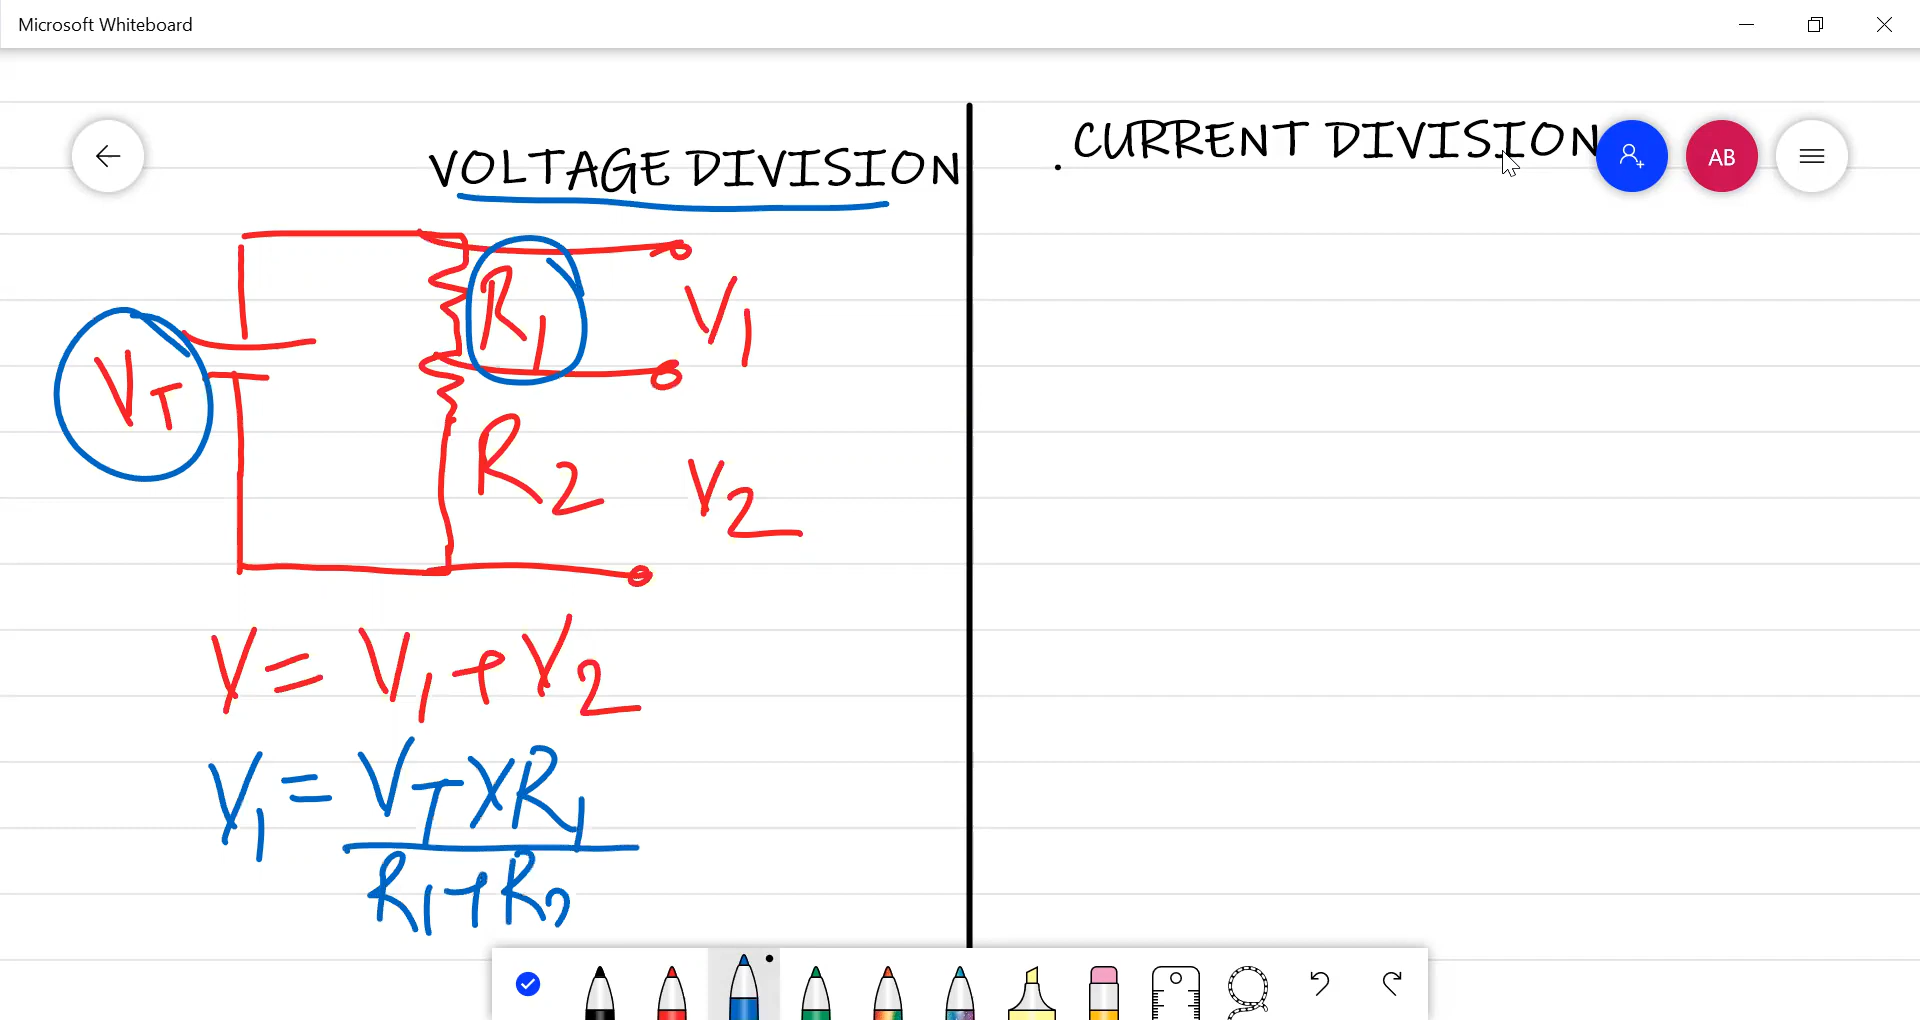 Microsoft Whiteboard
VOLTAGE DIVISION
.CURRENT DIVISION
AB
R1
V1
VT
R2
V2
V = V1 + V2
V1 = VT X R1
R1 + R2